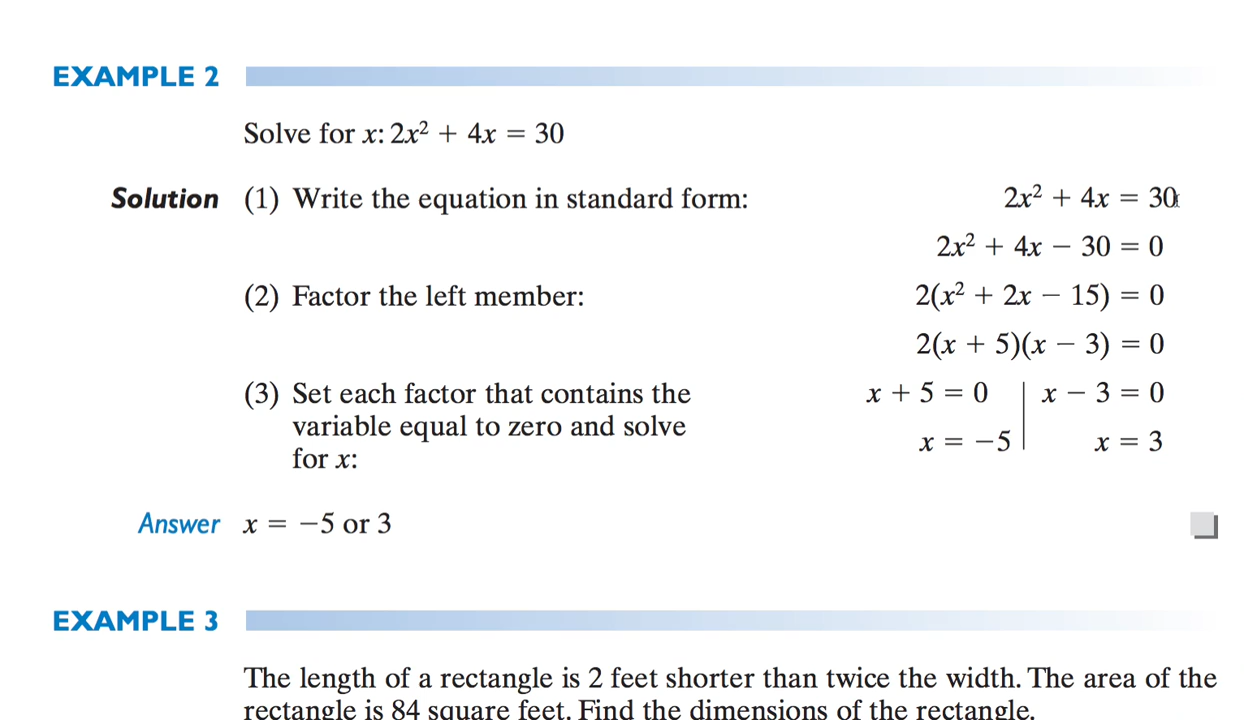 EXAMPLE 2
Solve for x: 2x² + 4x = 30
Solution (1) Write the equation in standard form: 2x² + 4x = 30
2x² + 4x − 30 = 0
(2) Factor the left member: 2(x² + 2x − 15) = 0
2(x + 5)(x − 3) = 0
(3) Set each factor that contains the x + 5 = 0 | x − 3 = 0
variable equal to zero and solve
for x: x = −5 | x = 3
Answer x = −5 or 3
EXAMPLE 3
The length of a rectangle is 2 feet shorter than twice the width. The area of the
rectangle is 84 square feet. Find the dimensions of the rectangle.